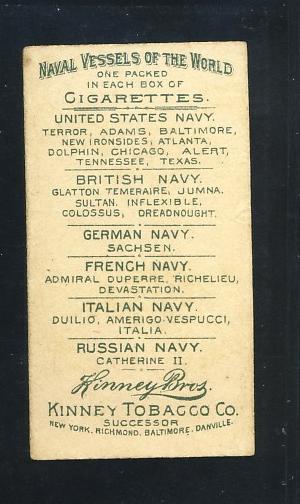 NAVAL VESSELS OF THE WORLD
ONE PACKED
IN EACH BOX OF
CIGARETTES.
UNITED STATES NAVY.
TERROR, ADAMS, BALTIMORE,
NEW IRONSIDES, ATLANTA,
DOLPHIN, CHICAGO, ALERT,
TENNESSEE, TEXAS.
BRITISH NAVY.
GLATTON TEMERAIRE, JUMNA.
SULTAN. INFLEXIBLE,
COLOSSUS, DREADNOUGHT.
GERMAN NAVY.
SACHSEN.
FRENCH NAVY.
ADMIRAL DUPERRE, RICHELIEU,
DEVASTATION.
ITALIAN NAVY.
DUILIO, AMERIGO-VESPUCCI,
ITALIA.
RUSSIAN NAVY.
CATHERINE II.
Kinney Bros.
KINNEY TOBACCO CO.
SUCCESSOR
NEW YORK, RICHMOND, BALTIMORE, DANVILLE.